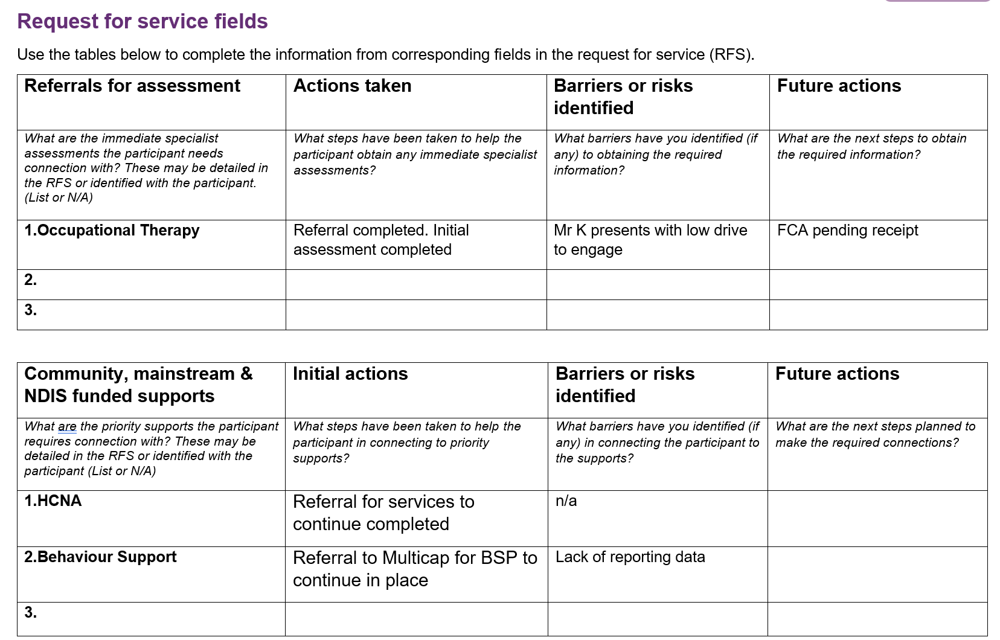 Request for service fields
Use the tables below to complete the information from corresponding fields in the request for service (RFS).
Referrals for assessment
Actions taken
Barriers or risks
identified
Future actions
What are the immediate specialist
assessments the participant needs
connection with? These may be detailed in
the RFS or identified with the participant.
(List or N/A)
What steps have been taken to help the
participant obtain any immediate specialist
assessments?
What barriers have you identified (if
any) to obtaining the required
information?
What are the next steps to obtain
the required information?
1.Occupational Therapy
Referral completed. Initial
assessment completed
Mr K presents with low drive
to engage
FCA pending receipt
2.
3.
Community, mainstream &
NDIS funded supports
Initial actions
Barriers or risks
identified
Future actions
What are the priority supports the participant
requires connection with? These may be
detailed in the RFS or identified with the
participant (List or N/A)
What steps have been taken to help the
participant in connecting to priority
supports?
What barriers have you identified (if
any) in connecting the participant to
the supports?
What are the next steps planned to
make the required connections?
1.HCNA
Referral for services to
continue completed
n/a
2.Behaviour Support
Referral to Multicap for BSP to
continue in place
Lack of reporting data
3.